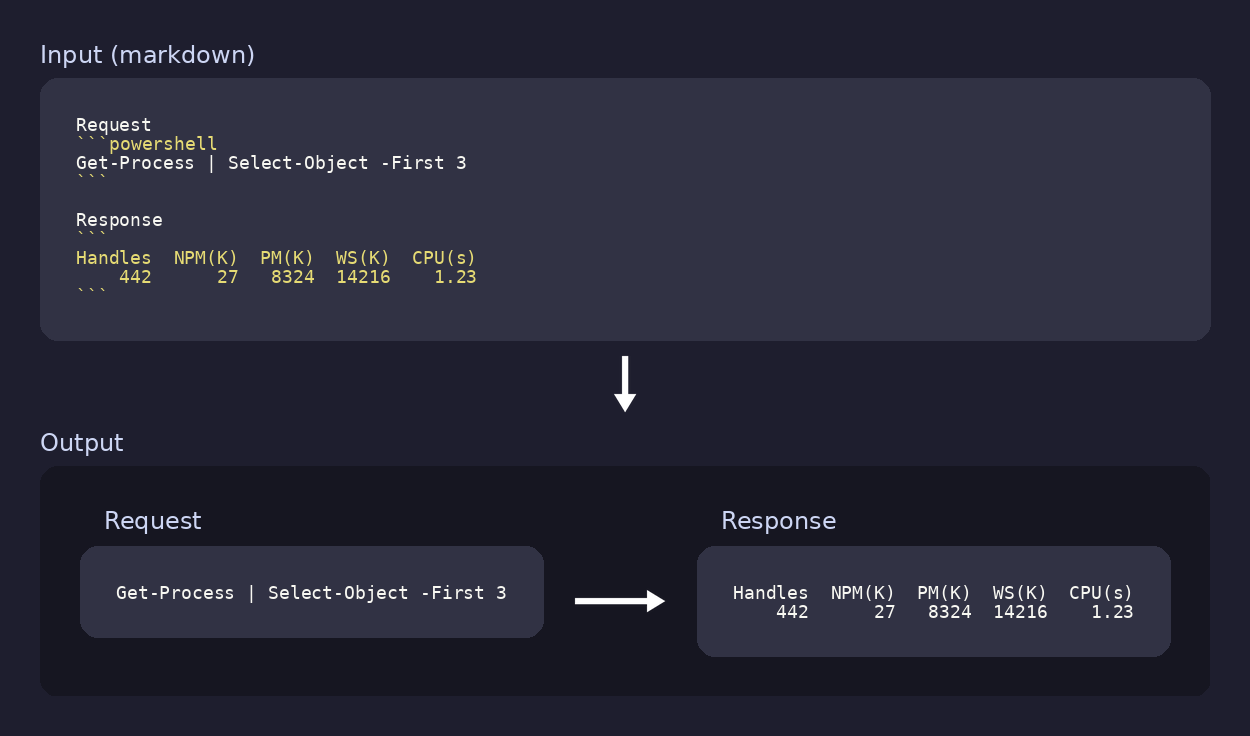 Input (markdown)
Request
```powershell
Get-Process | Select-Object -First 3
```
Response
```
Handles  NPM(K)  PM(K)  WS(K)  CPU(s)
    442      27   8324  14216    1.23
```
Output
Request
Get-Process | Select-Object -First 3
Response
Handles  NPM(K)  PM(K)  WS(K)  CPU(s)
    442      27   8324  14216    1.23